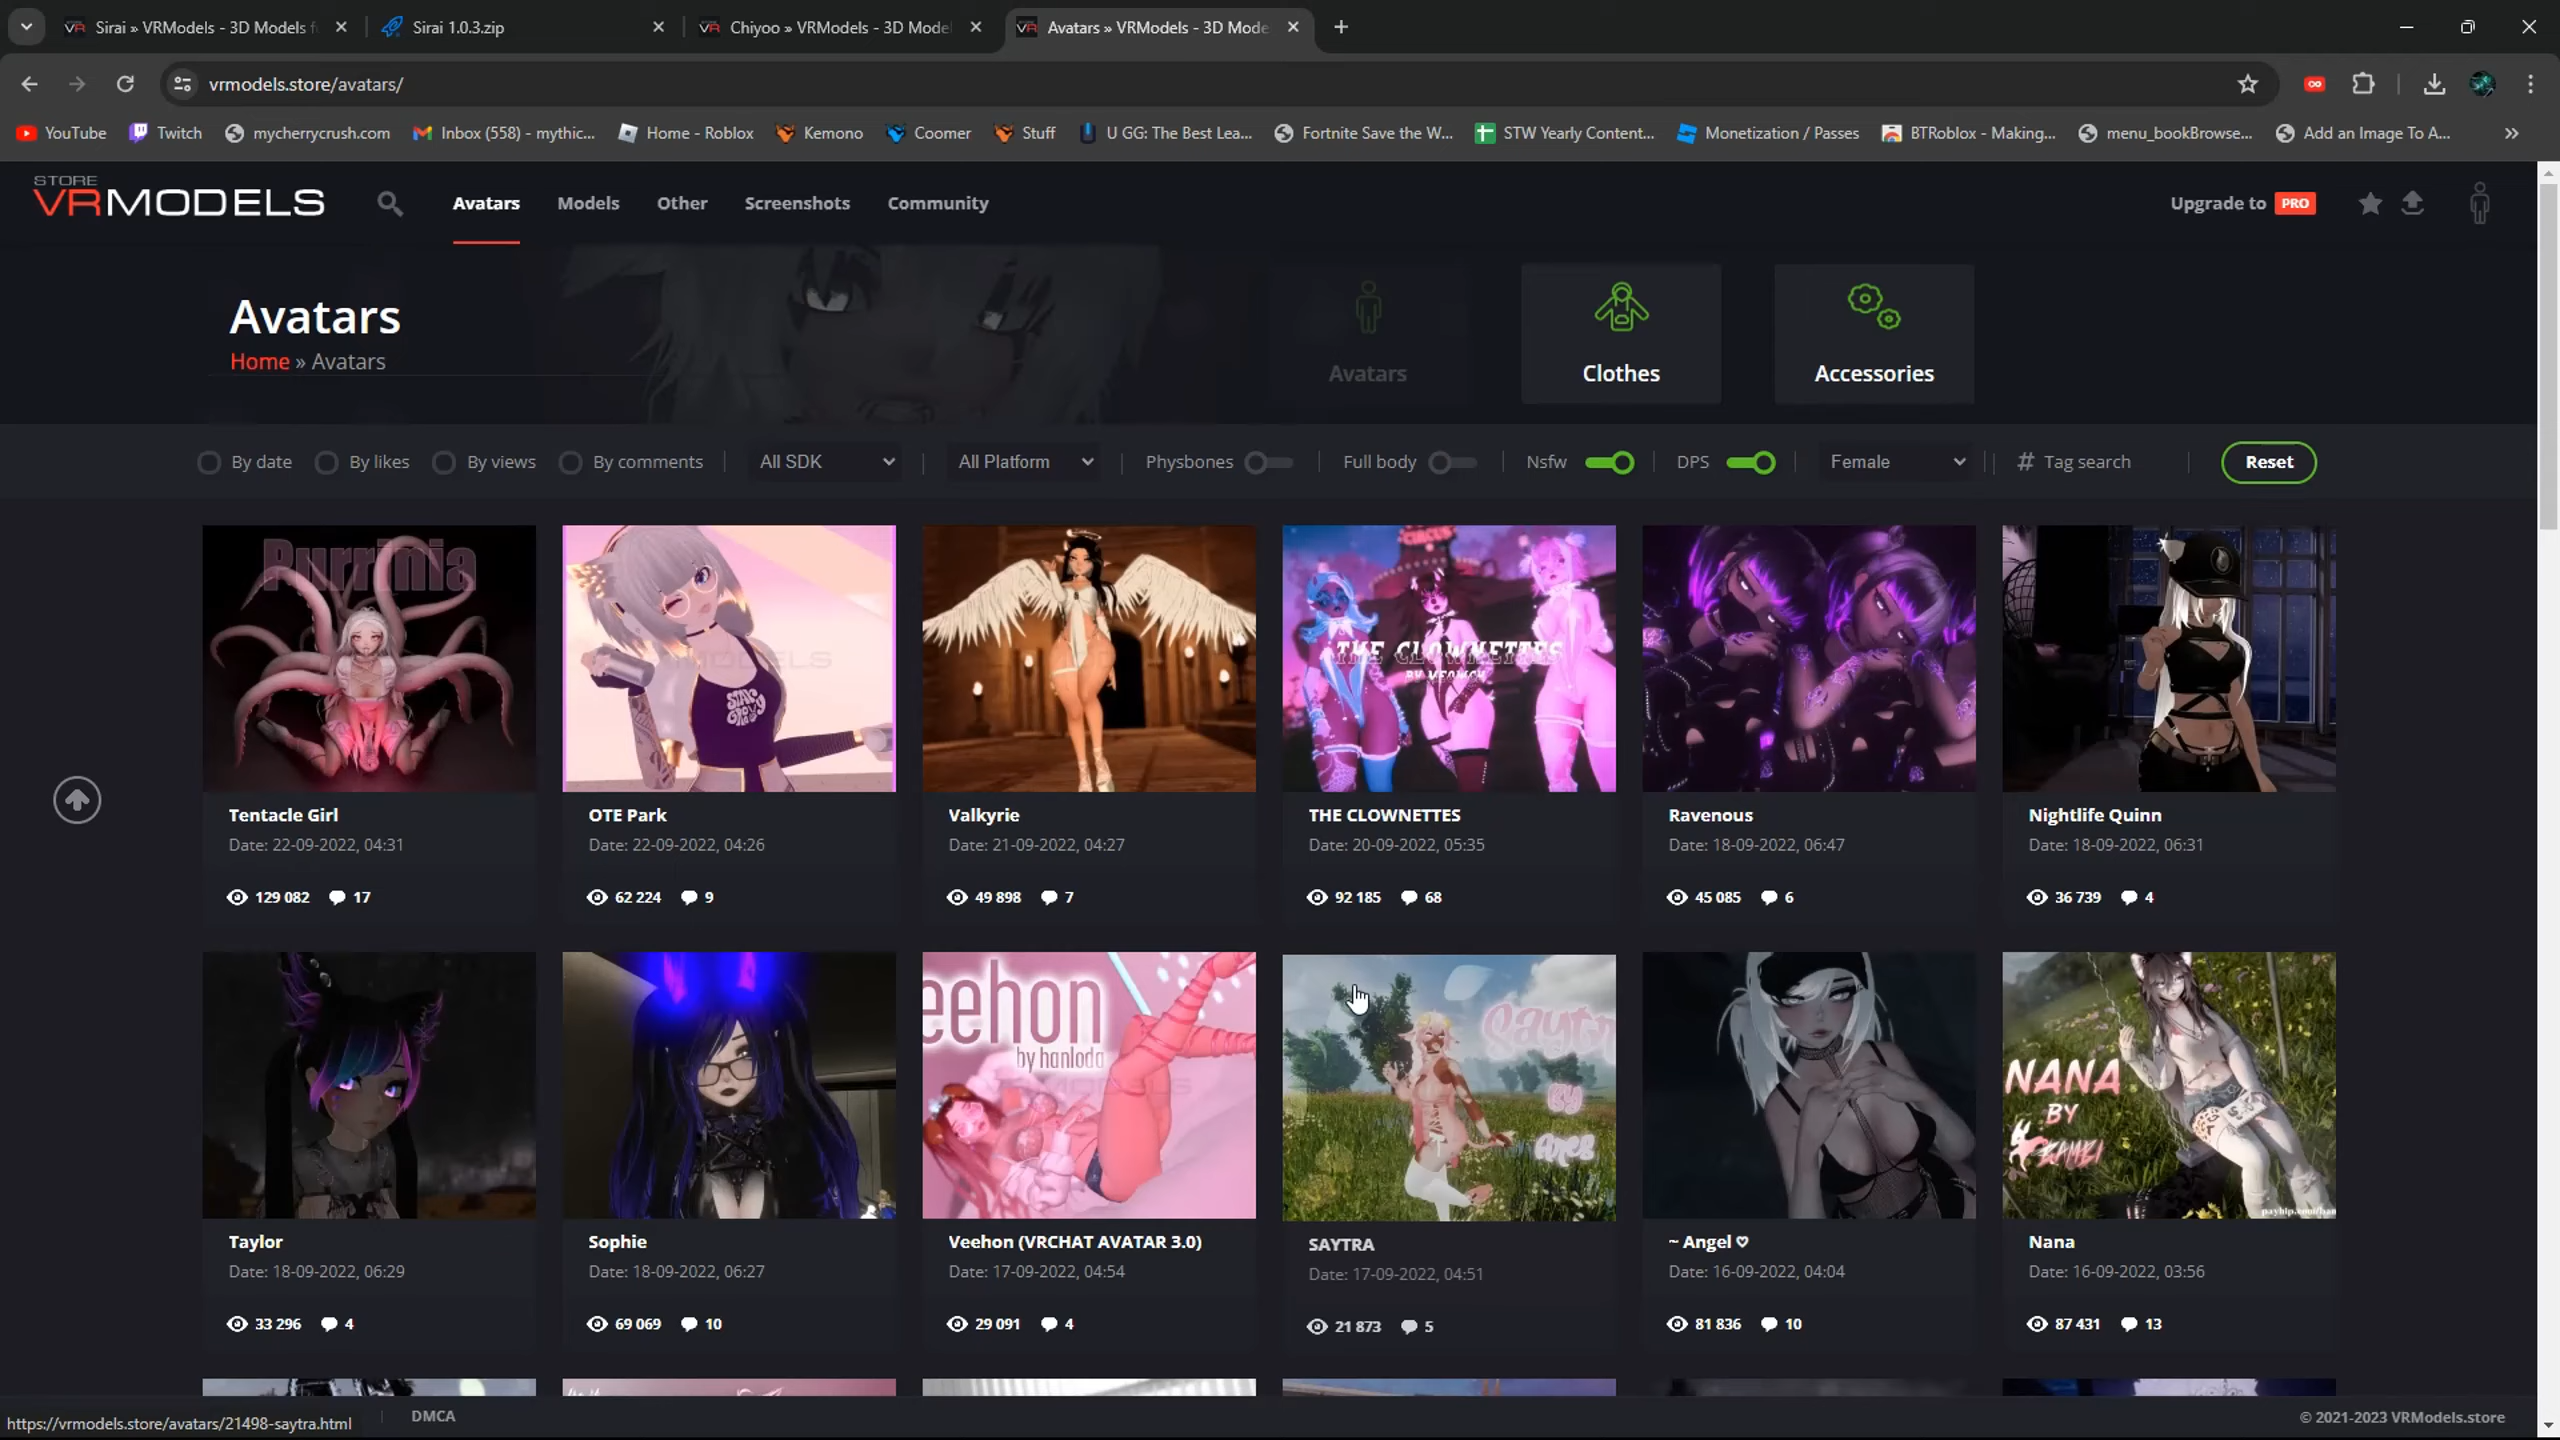 Sirai » VRModels - 3D Models f
Sirai 1.0.3.zip
Chiyoo » VRModels - 3D Mode
Avatars » VRModels - 3D Mode
vrmodels.store/avatars/
YouTube
Twitch
mycherrycrush.com
Inbox (558) - mythic...
Home - Roblox
Kemono
Coomer
Stuff
U GG: The Best Lea...
Fortnite Save the W...
STW Yearly Content...
Monetization / Passes
BTRoblox - Making...
menu_bookBrowse...
Add an Image To A...
»
STORE
VRMODELS
Avatars
Models
Other
Screenshots
Community
Upgrade to PRO
Avatars
Home » Avatars
Avatars
Clothes
Accessories
By date
By likes
By views
By comments
All SDK
All Platform
Physbones
Full body
Nsfw
DPS
Female
# Tag search
Reset
Purrinia
STAY
THE CLOWNETTES
Tentacle Girl
Date: 22-09-2022, 04:31
129 082 17
OTE Park
Date: 22-09-2022, 04:26
62 224 9
Valkyrie
Date: 21-09-2022, 04:27
49 898 7
THE CLOWNETTES
Date: 20-09-2022, 05:35
92 185 68
Ravenous
Date: 18-09-2022, 06:47
45 085 6
Nightlife Quinn
Date: 18-09-2022, 06:31
36 739 4
eehon
by hanloda
NANA
BY
Taylor
Date: 18-09-2022, 06:29
33 296 4
Sophie
Date: 18-09-2022, 06:27
69 069 10
Veehon (VRCHAT AVATAR 3.0)
Date: 17-09-2022, 04:54
29 091 4
SAYTRA
Date: 17-09-2022, 04:51
21 873 5
~ Angel ♡
Date: 16-09-2022, 04:04
81 836 10
Nana
Date: 16-09-2022, 03:56
87 431 13
https://vrmodels.store/avatars/21498-saytra.html
DMCA
© 2021-2023 VRModels.store